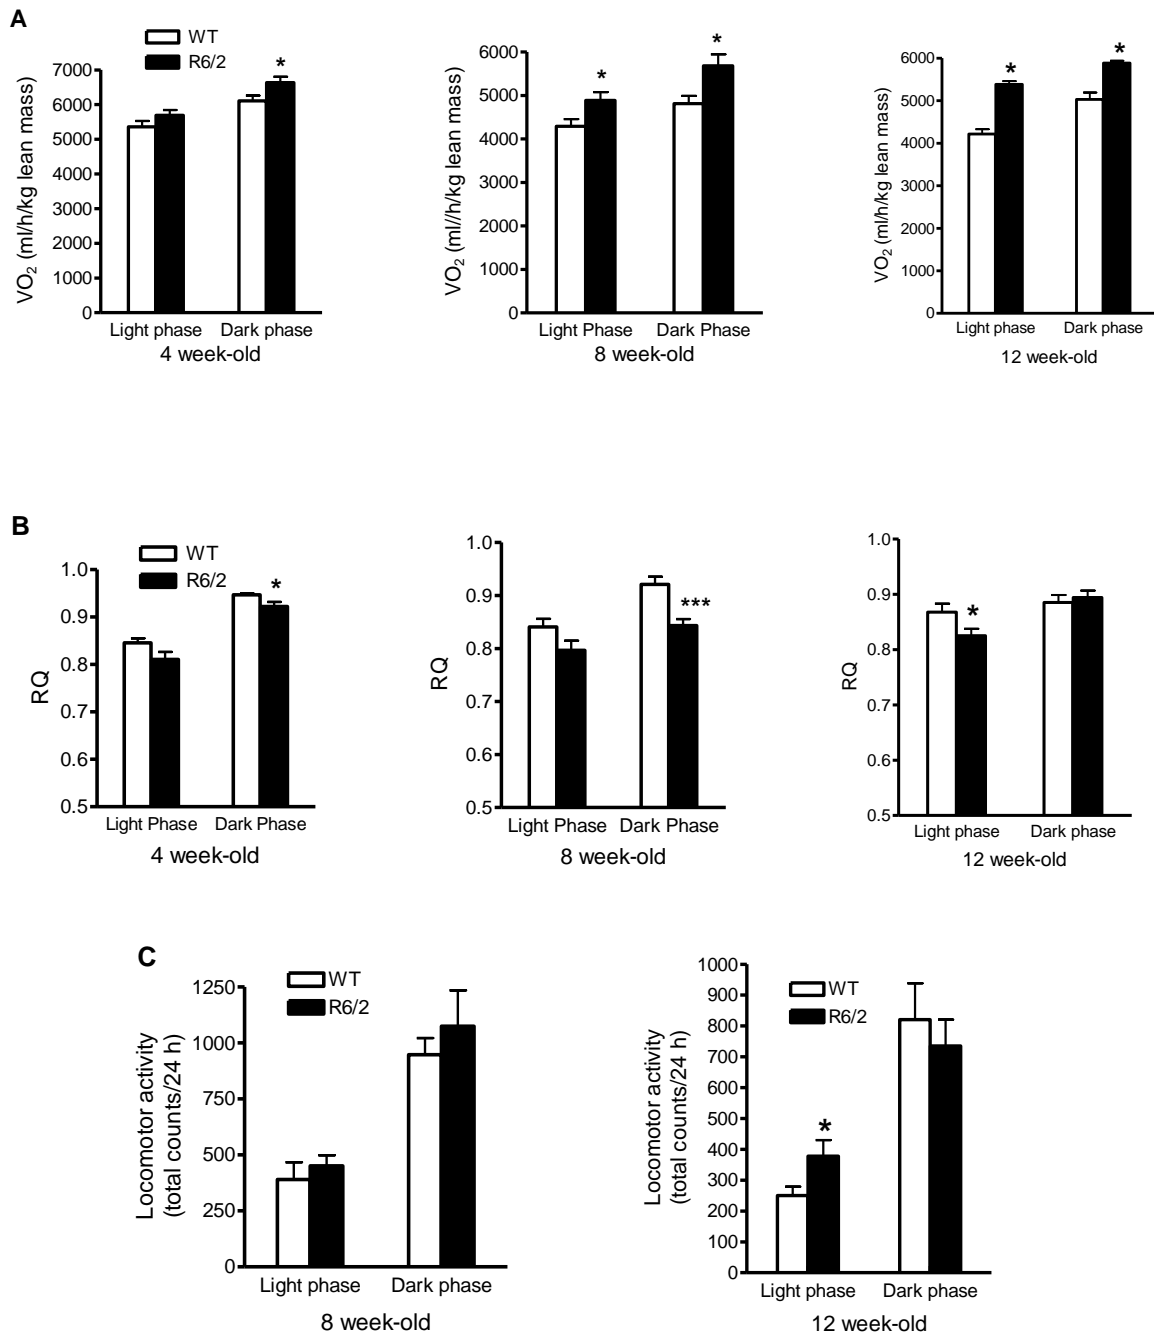 A
WT
R6/2
VO2 (ml/h/kg lean mass)
7000
6000
5000
4000
3000
2000
1000
0
*
Light phase
Dark phase
4 week-old
VO2 (ml//h/kg lean mass)
6000
5000
4000
3000
2000
1000
0
*
*
Light Phase
Dark Phase
8 week-old
VO2 (ml/h/kg lean mass)
6000
5000
4000
3000
2000
1000
0
*
*
Light phase
Dark phase
12 week-old
B
WT
R6/2
RQ
1.0
0.9
0.8
0.7
0.6
0.5
*
Light Phase
Dark Phase
4 week-old
RQ
1.0
0.9
0.8
0.7
0.6
0.5
***
Light Phase
Dark Phase
8 week-old
RQ
1.0
0.9
0.8
0.7
0.6
0.5
*
Light phase
Dark phase
12 week-old
C
WT
R6/2
Locomotor activity
(total counts/24 h)
1250
1000
750
500
250
0
Light phase
Dark phase
8 week-old
WT
R6/2
Locomotor activity
(total counts/24 h)
1000
900
800
700
600
500
400
300
200
100
0
*
Light phase
Dark phase
12 week-old